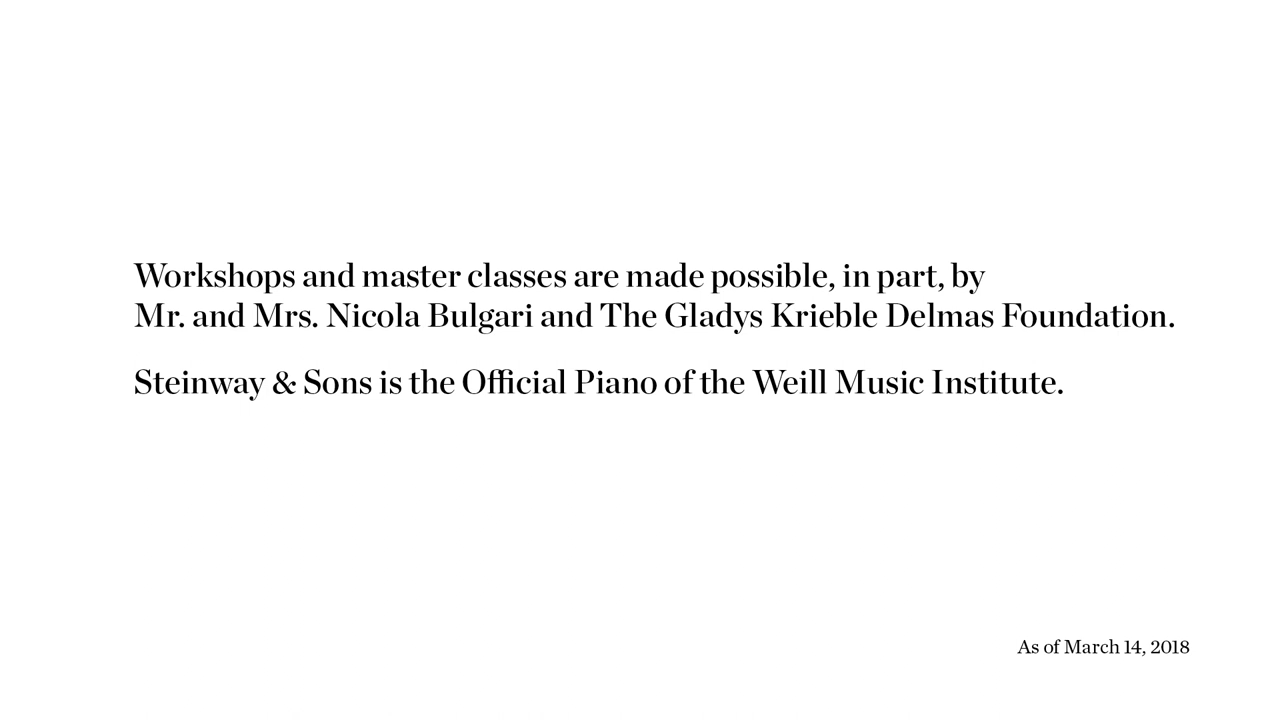 Workshops and master classes are made possible, in part, by
Mr. and Mrs. Nicola Bulgari and The Gladys Krieble Delmas Foundation.
Steinway & Sons is the Official Piano of the Weill Music Institute.
As of March 14, 2018